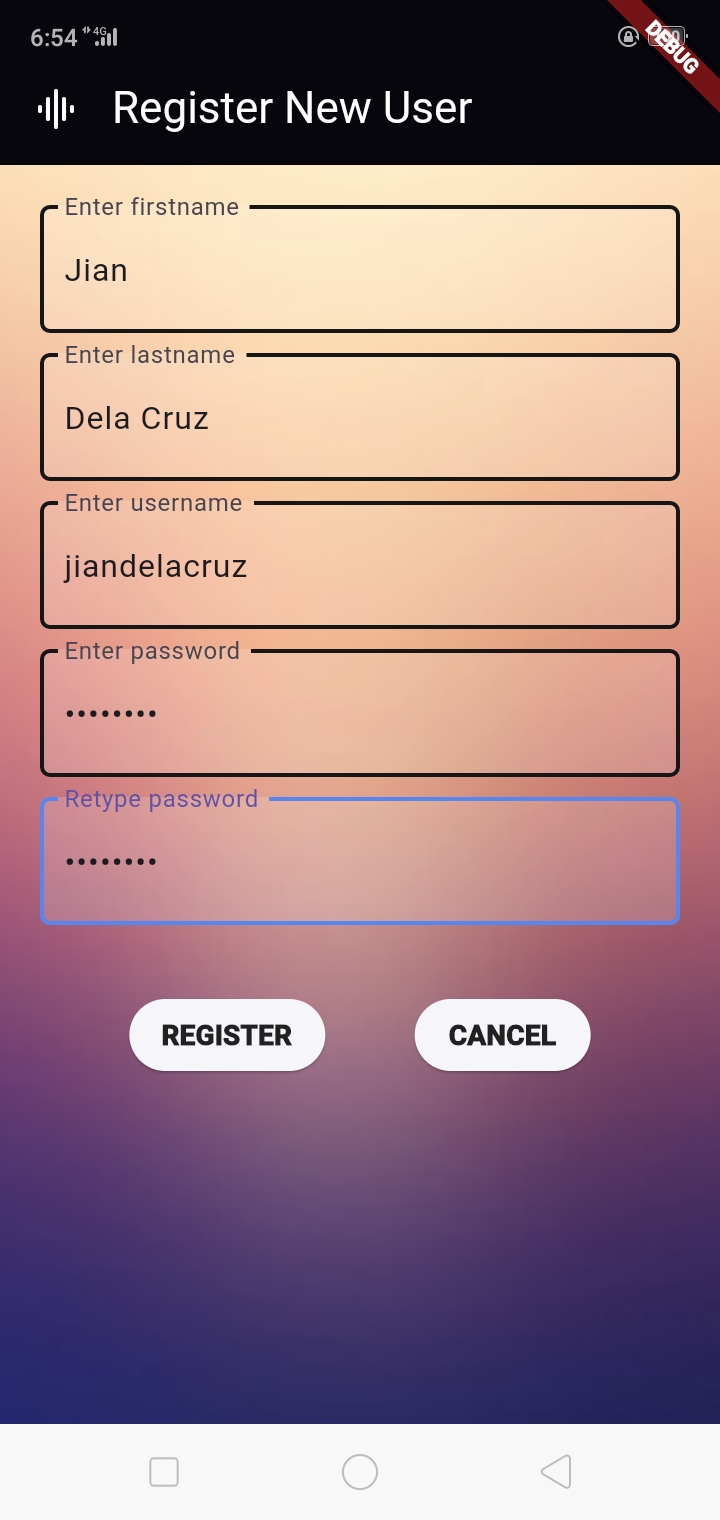 6:54 4G
DEBUG
Register New User
Enter firstname
Jian
Enter lastname
Dela Cruz
Enter username
jiandelacruz
Enter password
••••••••
Retype password
••••••••
REGISTER CANCEL